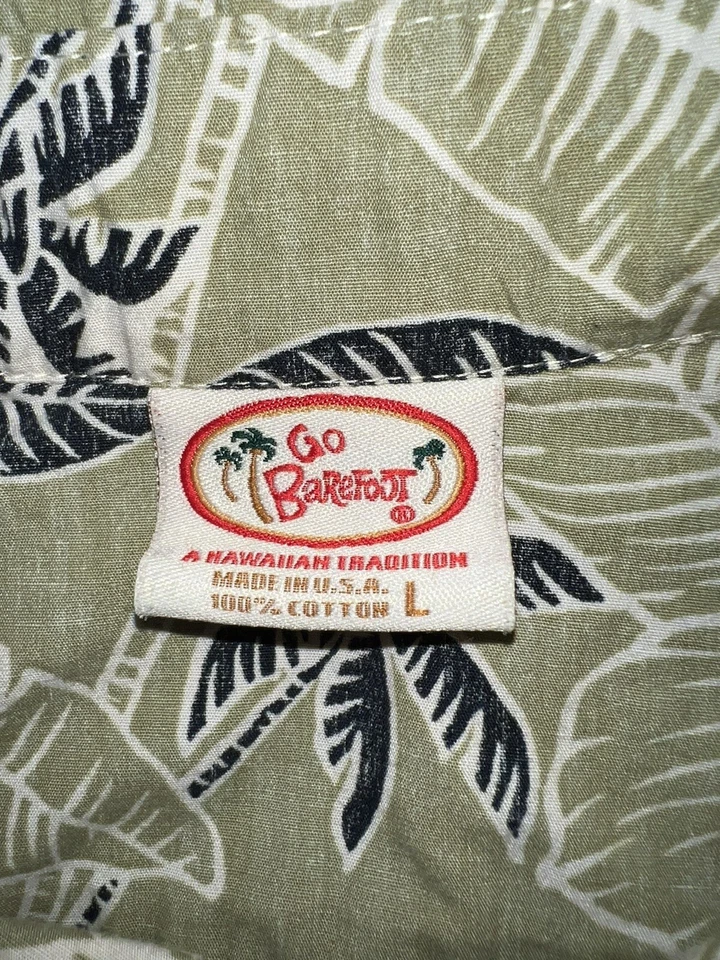 Go
BAREFOOT
®
A HAWAIIAN TRADITION
MADE IN U.S.A.
100% COTTON L